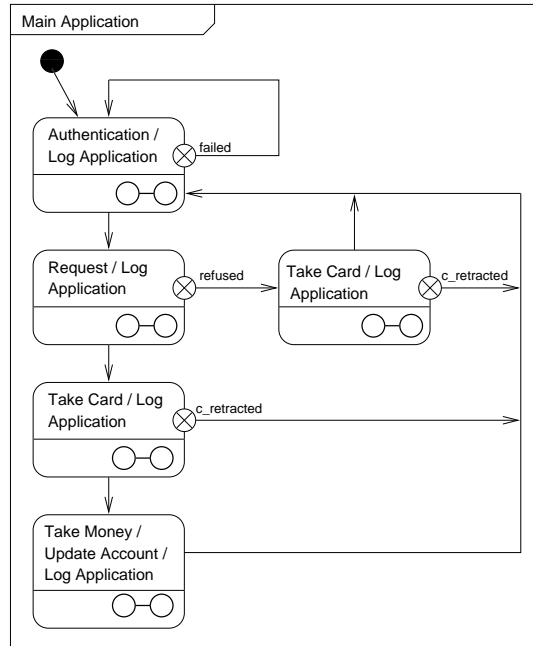 Main Application
Authentication /
Log Application
failed
Request / Log
Application
refused
Take Card / Log
Application
c_retracted
Take Card / Log
Application
c_retracted
Take Money /
Update Account /
Log Application